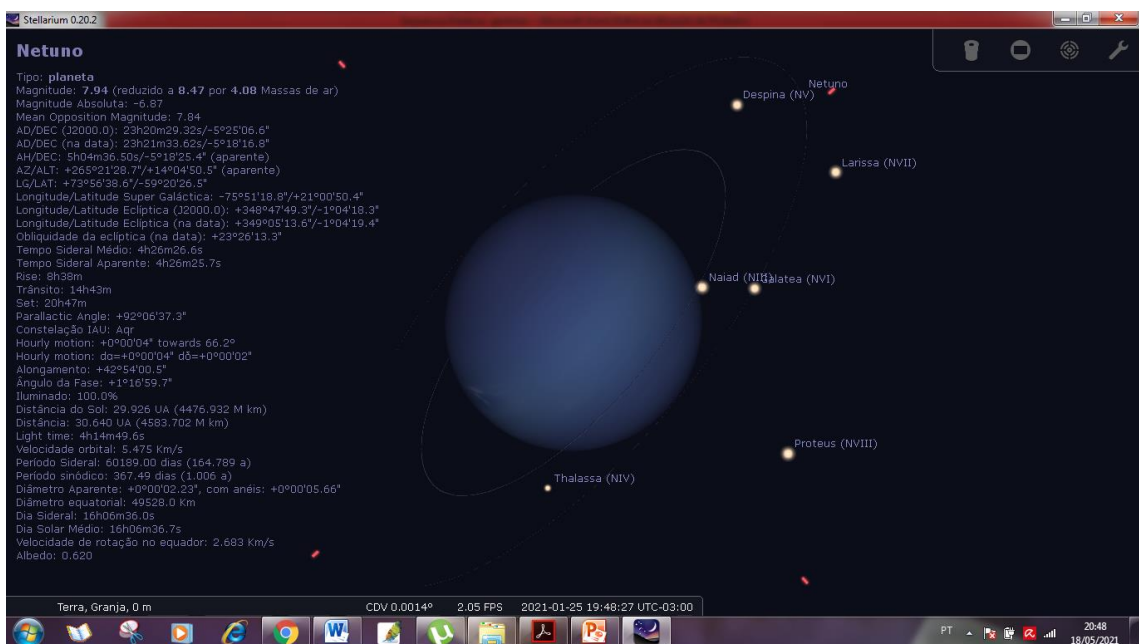 Stellarium 0.20.2
Netuno
Tipo: planeta
Magnitude: 7.94 (reduzido a 8.47 por 4.08 Massas de ar)
Magnitude Absoluta: -6.87
Mean Opposition Magnitude: 7.84
AD/DEC (J2000.0): 23h20m29.32s/-5°25'06.6"
AD/DEC (na data): 23h21m33.62s/-5°18'16.8"
AH/DEC: 5h04m36.50s/-5°18'25.4" (aparente)
AZ/ALT: +265°21'28.7"/+14°04'50.5" (aparente)
LG/LAT: +73°56'38.6"/-59°20'26.5"
Longitude/Latitude Super Galáctica: -75°51'18.8"/+21°00'50.4"
Longitude/Latitude Eclíptica (J2000.0): +348°47'49.3"/-1°04'18.3"
Longitude/Latitude Eclíptica (na data): +349°05'13.6"/-1°04'19.4"
Obliquidade da eclíptica (na data): +23°26'13.3"
Tempo Sideral Médio: 4h26m26.6s
Tempo Sideral Aparente: 4h26m25.7s
Rise: 8h38m
Trânsito: 14h43m
Set: 20h47m
Parallactic Angle: +92°06'37.3"
Constelação IAU: Aqr
Hourly motion: +0°00'04" towards 66.2°
Hourly motion: dα=+0°00'04" dδ=+0°00'02"
Alongamento: +42°54'00.5"
Ângulo da Fase: +1°16'59.7"
Iluminado: 100.0%
Distância do Sol: 29.926 UA (4476.932 M km)
Distância: 30.640 UA (4583.702 M km)
Light time: 4h14m49.6s
Velocidade orbital: 5.475 Km/s
Período Sideral: 60189.00 dias (164.789 a)
Período sinódico: 367.49 dias (1.006 a)
Diâmetro Aparente: +0°00'02.23", com anéis: +0°00'05.66"
Diâmetro equatorial: 49528.0 Km
Dia Sideral: 16h06m36.0s
Dia Solar Médio: 16h06m36.7s
Velocidade de rotação no equador: 2.683 Km/s
Albedo: 0.620
Netuno
Despina (NV)
Larissa (NVII)
Naiad (NIII)
Galatea (NVI)
Proteus (NVIII)
Thalassa (NIV)
Terra, Granja, 0 m
CDV 0.0014°
2.05 FPS
2021-01-25 19:48:27 UTC-03:00
PT
20:48
18/05/2021